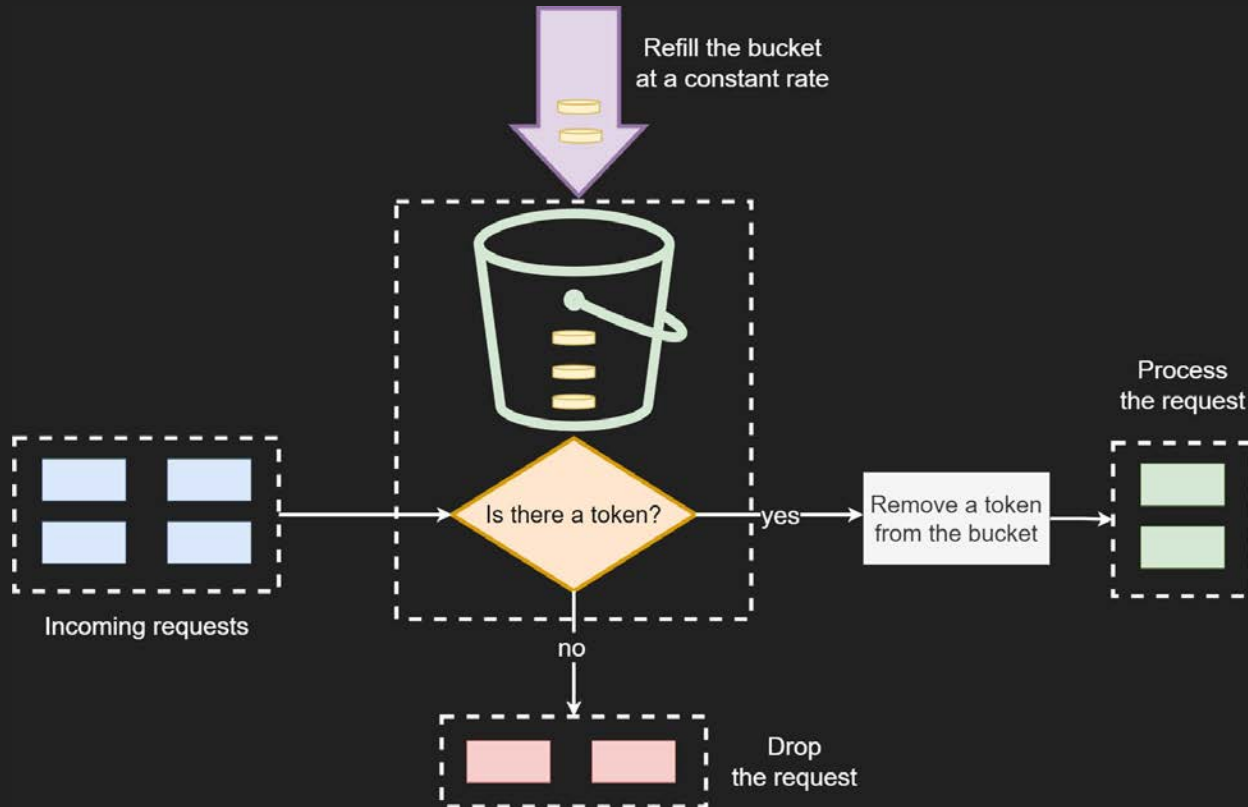 Refill the bucket
at a constant rate
Process
the request
Is there a token?
yes
Remove a token
from the bucket
Incoming requests
no
Drop
the request